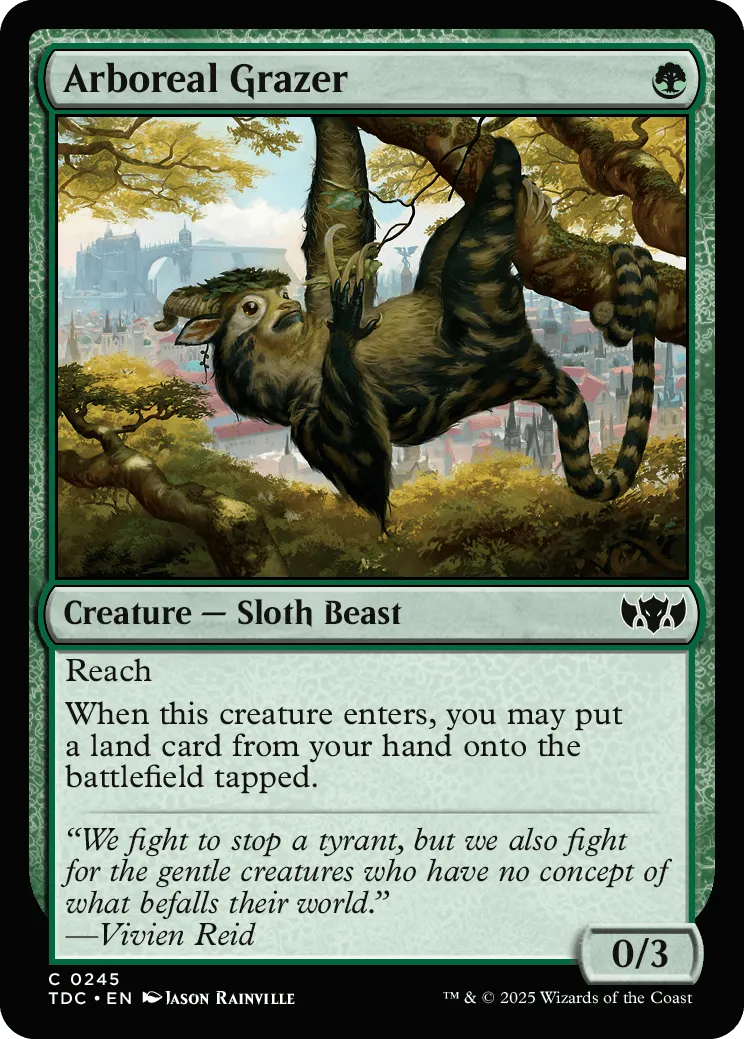 Arboreal Grazer
Creature — Sloth Beast
Reach
When this creature enters, you may put
a land card from your hand onto the
battlefield tapped.
“We fight to stop a tyrant, but we also fight
for the gentle creatures who have no concept of
what befalls their world.”
—Vivien Reid
0/3
C 0245
TDC • EN Jason Rainville
™ & © 2025 Wizards of the Coast